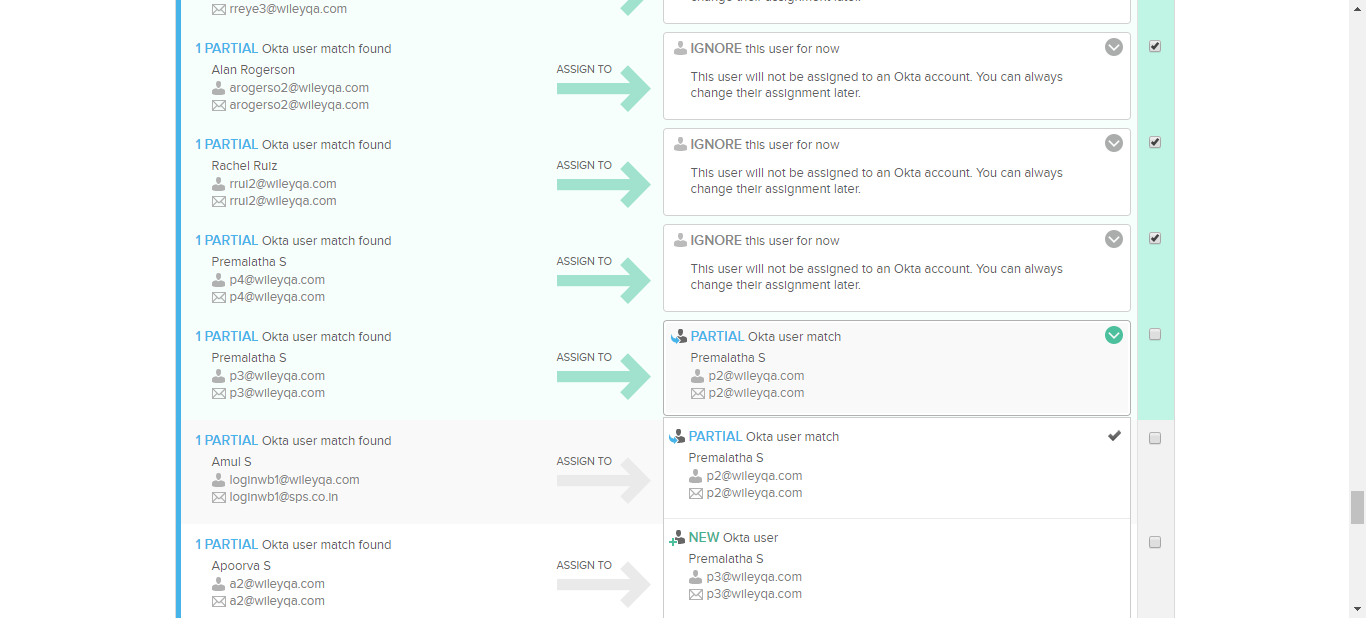 rreye3@wileyqa.com
change their assignment later.
1 PARTIAL Okta user match found
Alan Rogerson
arogerso2@wileyqa.com
arogerso2@wileyqa.com
ASSIGN TO
IGNORE this user for now
This user will not be assigned to an Okta account. You can always
change their assignment later.
1 PARTIAL Okta user match found
Rachel Ruiz
rrui2@wileyqa.com
rrui2@wileyqa.com
ASSIGN TO
IGNORE this user for now
This user will not be assigned to an Okta account. You can always
change their assignment later.
1 PARTIAL Okta user match found
Premalatha S
p4@wileyqa.com
p4@wileyqa.com
ASSIGN TO
IGNORE this user for now
This user will not be assigned to an Okta account. You can always
change their assignment later.
1 PARTIAL Okta user match found
Premalatha S
p3@wileyqa.com
p3@wileyqa.com
ASSIGN TO
PARTIAL Okta user match
Premalatha S
p2@wileyqa.com
p2@wileyqa.com
1 PARTIAL Okta user match found
Amul S
loginwb1@wileyqa.com
loginwb1@sps.co.in
ASSIGN TO
PARTIAL Okta user match
Premalatha S
p2@wileyqa.com
p2@wileyqa.com
1 PARTIAL Okta user match found
Apoorva S
a2@wileyqa.com
a2@wileyqa.com
ASSIGN TO
NEW Okta user
Premalatha S
p3@wileyqa.com
p3@wileyqa.com